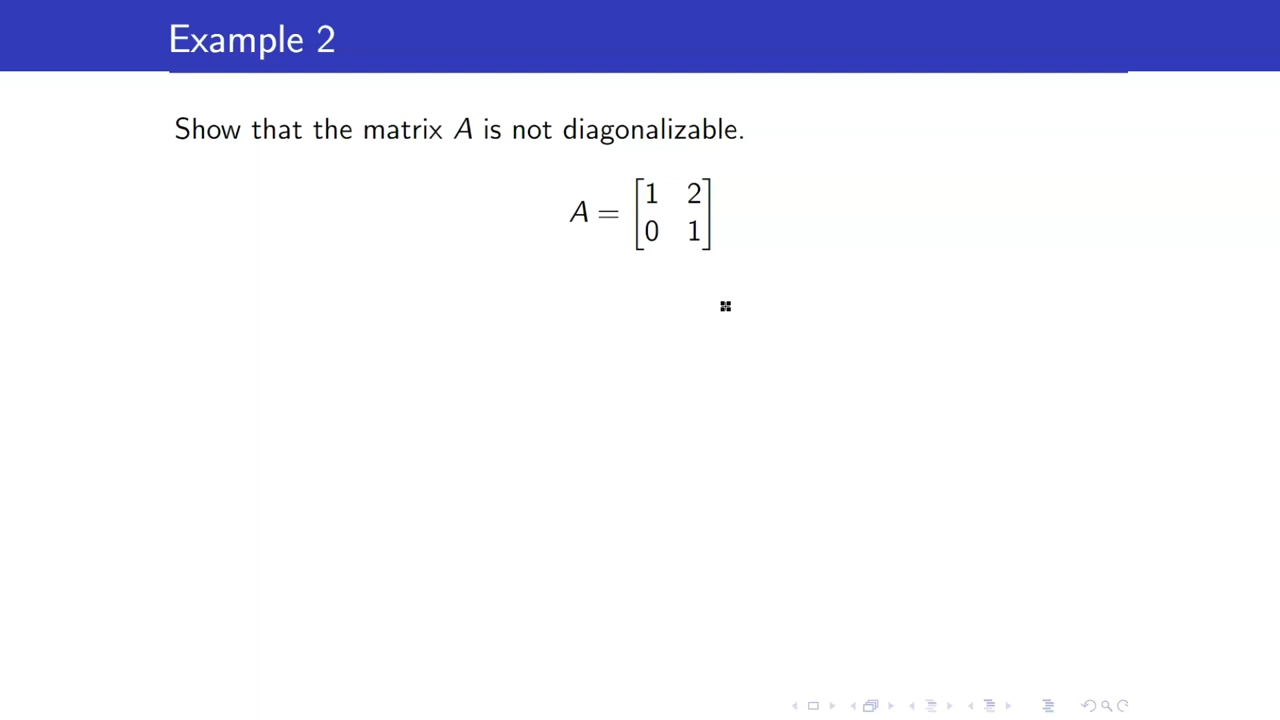 Example 2
Show that the matrix A is not diagonalizable.
A = [1 2
0 1]